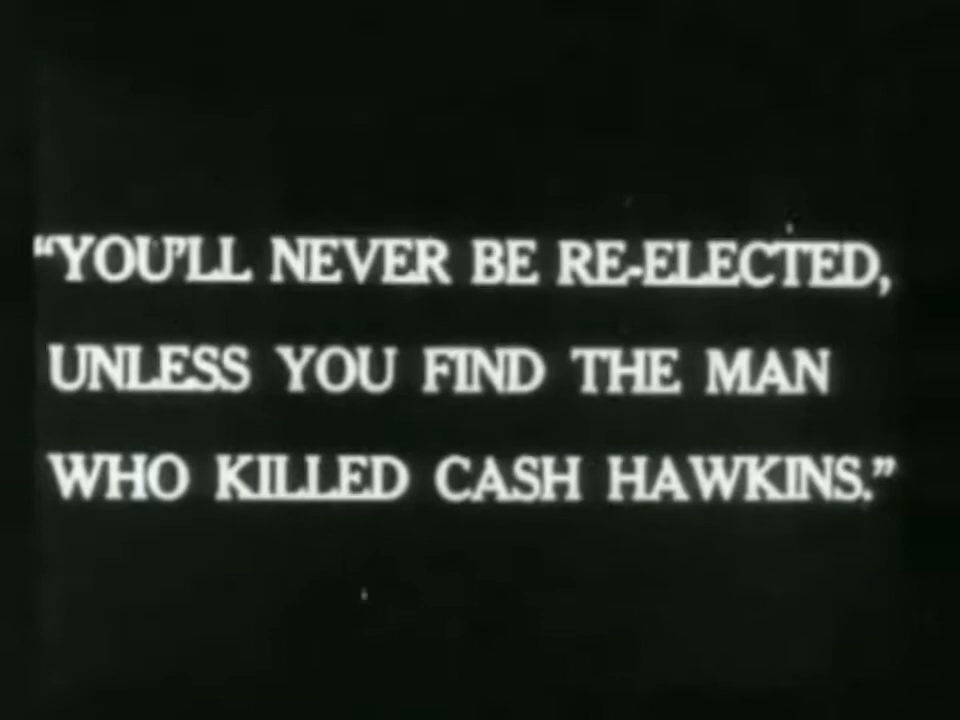 “YOU’LL NEVER BE RE-ELECTED,
UNLESS YOU FIND THE MAN
WHO KILLED CASH HAWKINS.”